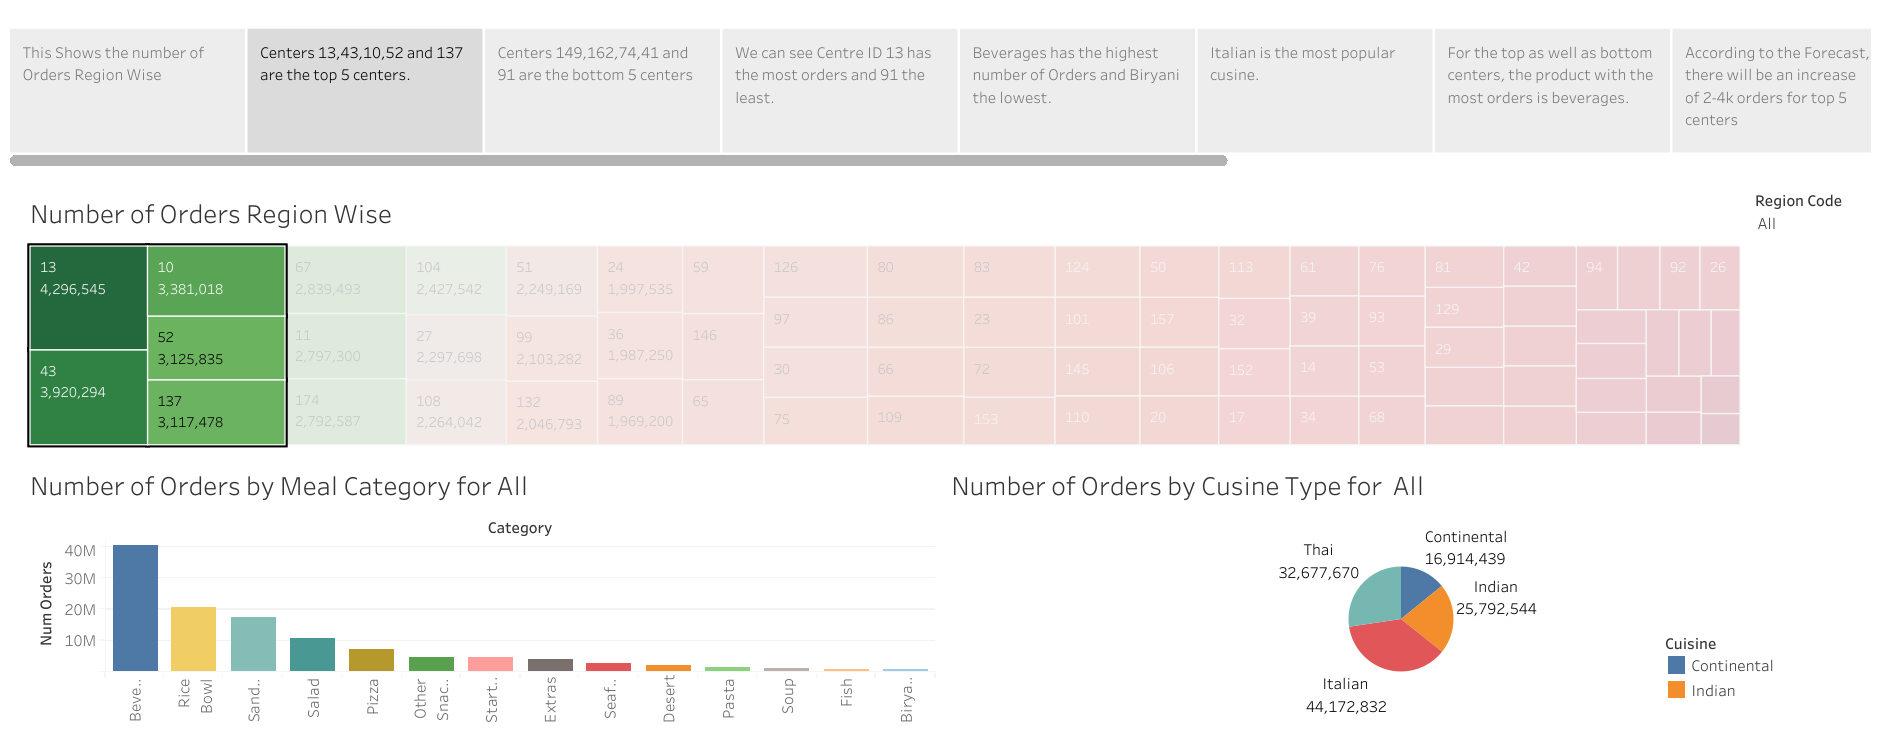 This Shows the number of
Orders Region Wise
Centers 13,43,10,52 and 137
are the top 5 centers.
Centers 149,162,74,41 and
91 are the bottom 5 centers
We can see Centre ID 13 has
the most orders and 91 the
least.
Beverages has the highest
number of Orders and Biryani
the lowest.
Italian is the most popular
cusine.
For the top as well as bottom
centers, the product with the
most orders is beverages.
According to the Forecast,
there will be an increase
of 2-4k orders for top 5
centers
Number of Orders Region Wise
Region Code
All
13
4,296,545
43
3,920,294
10
3,381,018
52
3,125,835
137
3,117,478
67
2,839,493
11
2,797,300
174
2,792,587
104
2,427,542
27
2,297,698
108
2,264,042
51
2,249,169
99
2,103,282
132
2,046,793
24
1,997,535
36
1,987,250
89
1,969,200
59
146
65
126
97
30
75
80
86
66
109
83
23
72
153
124
101
145
110
50
157
106
20
113
32
152
17
61
39
14
34
76
93
53
68
81
129
29
42
94
92
26
Number of Orders by Meal Category for All
Category
Num Orders
40M
30M
20M
10M
Beve..
Rice
Bowl
Sand..
Salad
Pizza
Other
Snac..
Start..
Extras
Seaf..
Desert
Pasta
Soup
Fish
Birya..
Number of Orders by Cusine Type for  All
Thai
32,677,670
Continental
16,914,439
Indian
25,792,544
Italian
44,172,832
Cuisine
Continental
Indian